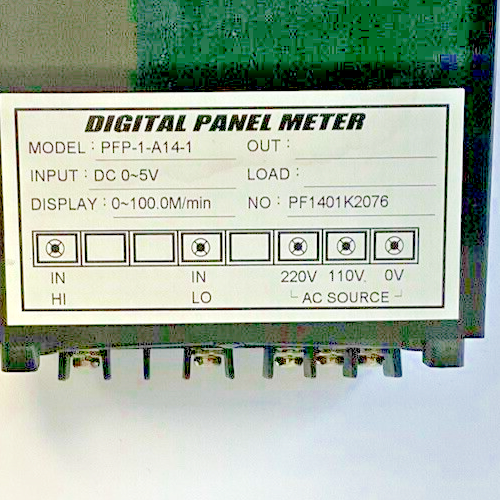 DIGITAL PANEL METER
MODEL : PFP-1-A14-1 OUT :
INPUT : DC 0~5V LOAD :
DISPLAY : 0~100.0M/min NO : PF1401K2076
IN IN 220V 110V 0V
HI LO AC SOURCE